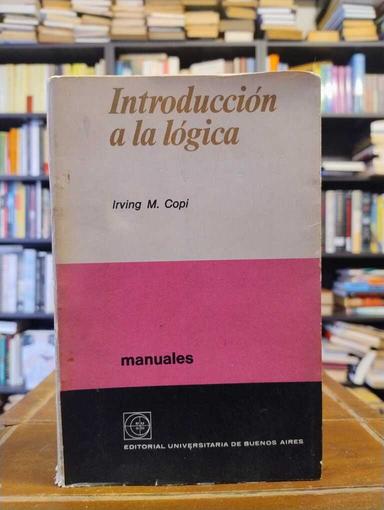 Introducción
a la lógica
Irving M. Copi
manuales
EDITORIAL UNIVERSITARIA DE BUENOS AIRES